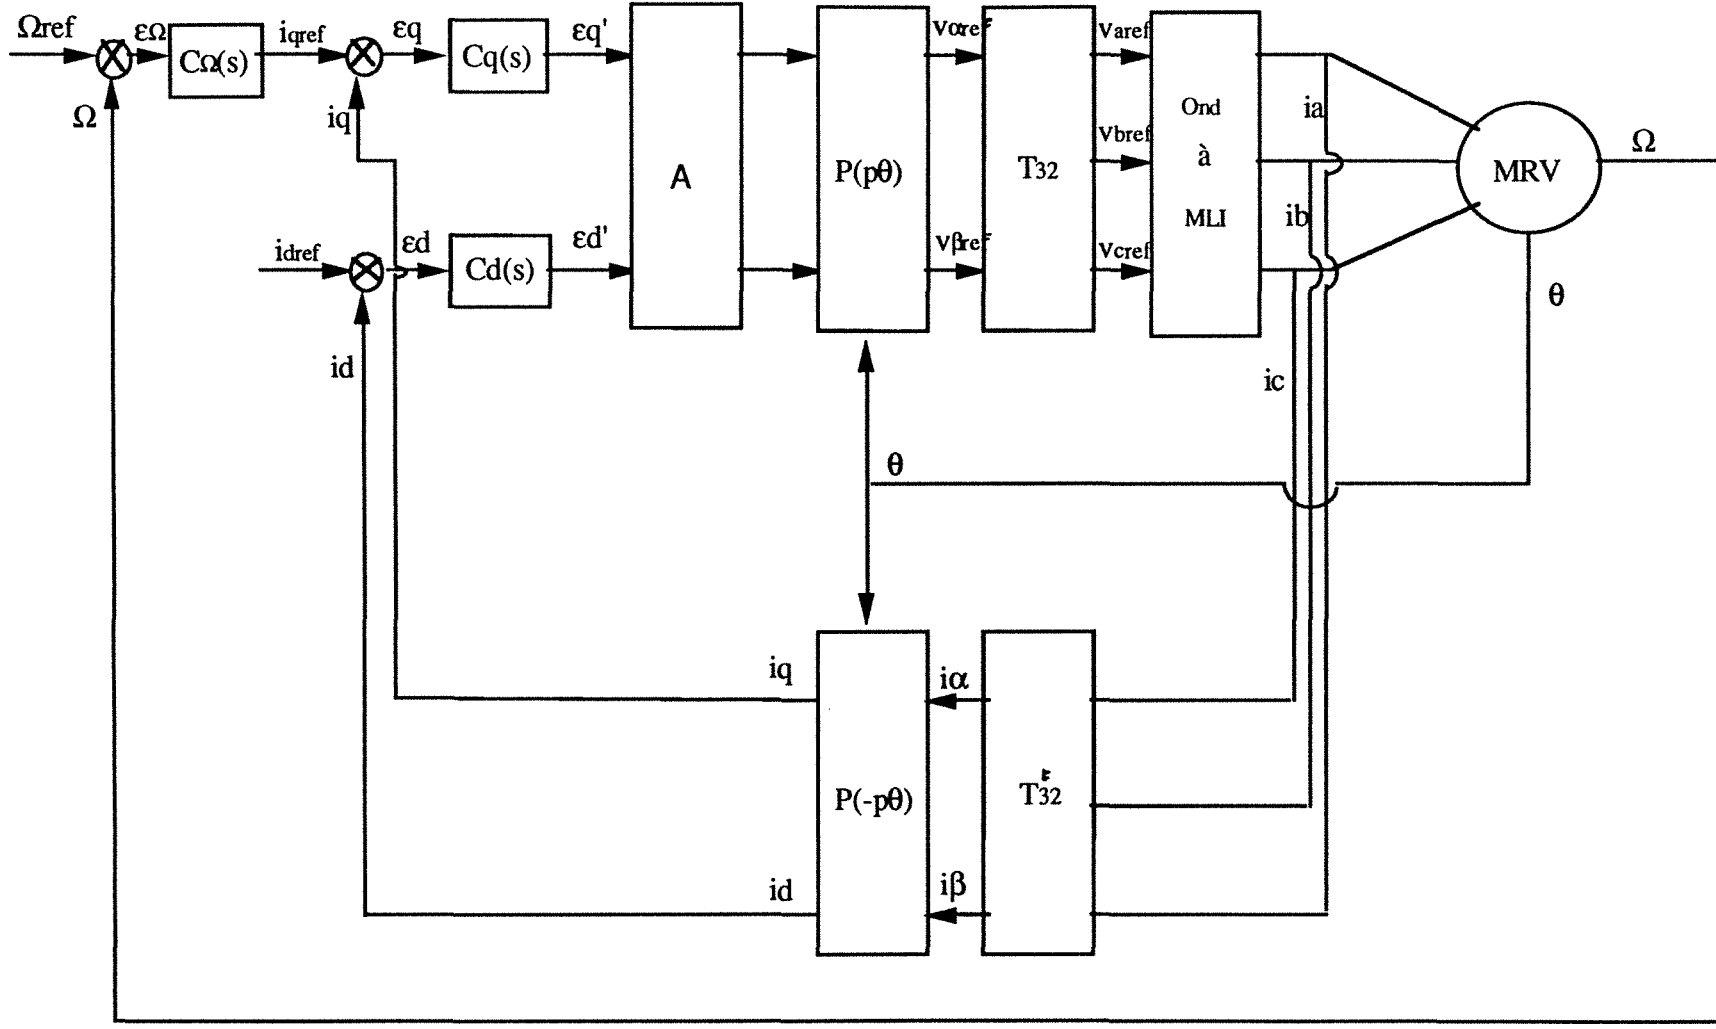 Ωref
εΩ
CΩ(s)
iqref
εq
Cq(s)
εq'
A
P(pθ)
vαref
T32
varef
Ond
à
MLI
ia
MRV
Ω
Ω
iq
vbref
ib
idref
εd
Cd(s)
εd'
vβref
vcref
θ
id
ic
θ
iq
iα
P(-pθ)
T32
id
iβ